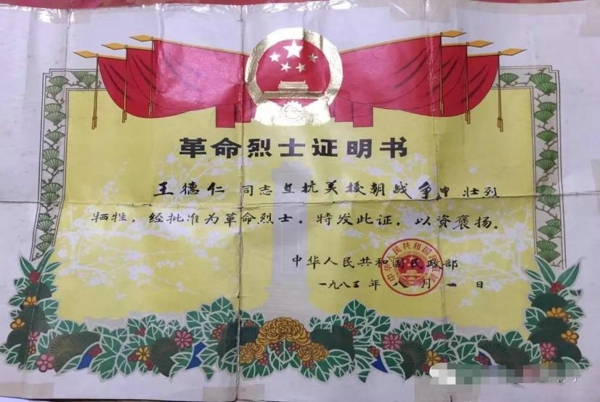 革命烈士证明书
王德仁同志在抗美援朝战争中壮烈
牺牲，经批准为革命烈士，特发此证，以资褒扬。
中华人民共和国民政部
一九八三年八月一日